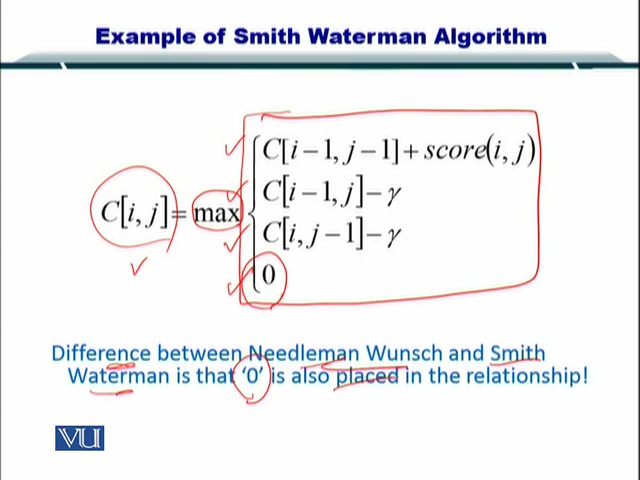 Example of Smith Waterman Algorithm
C[i, j] = max
C[i − 1, j − 1] + score(i, j)
C[i − 1, j] − γ
C[i, j − 1] − γ
0
Difference between Needleman Wunsch and Smith
Waterman is that ‘0’ is also placed in the relationship!
VU